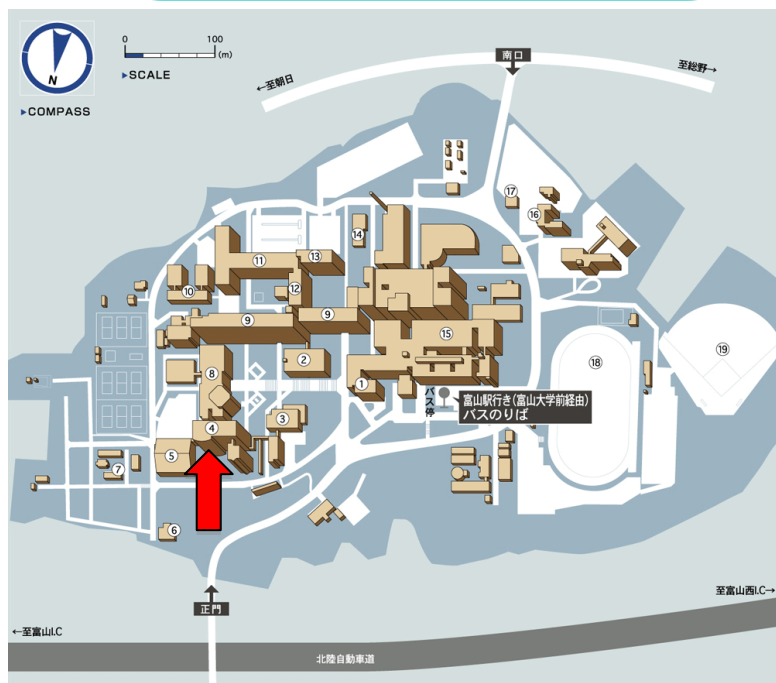 0 100
(m)
▶SCALE
N
▶COMPASS
南口
←至朝日
至総野→
⑰
⑯
⑭
⑬
⑪
⑫
⑩
⑨
⑨
⑮
⑱
⑲
②
⑧
①
バス停
富山駅行き(富山大学前経由)
バスのりば
③
④
⑤
⑦
⑥
正門
至富山西I.C→
←至富山I.C
北陸自動車道